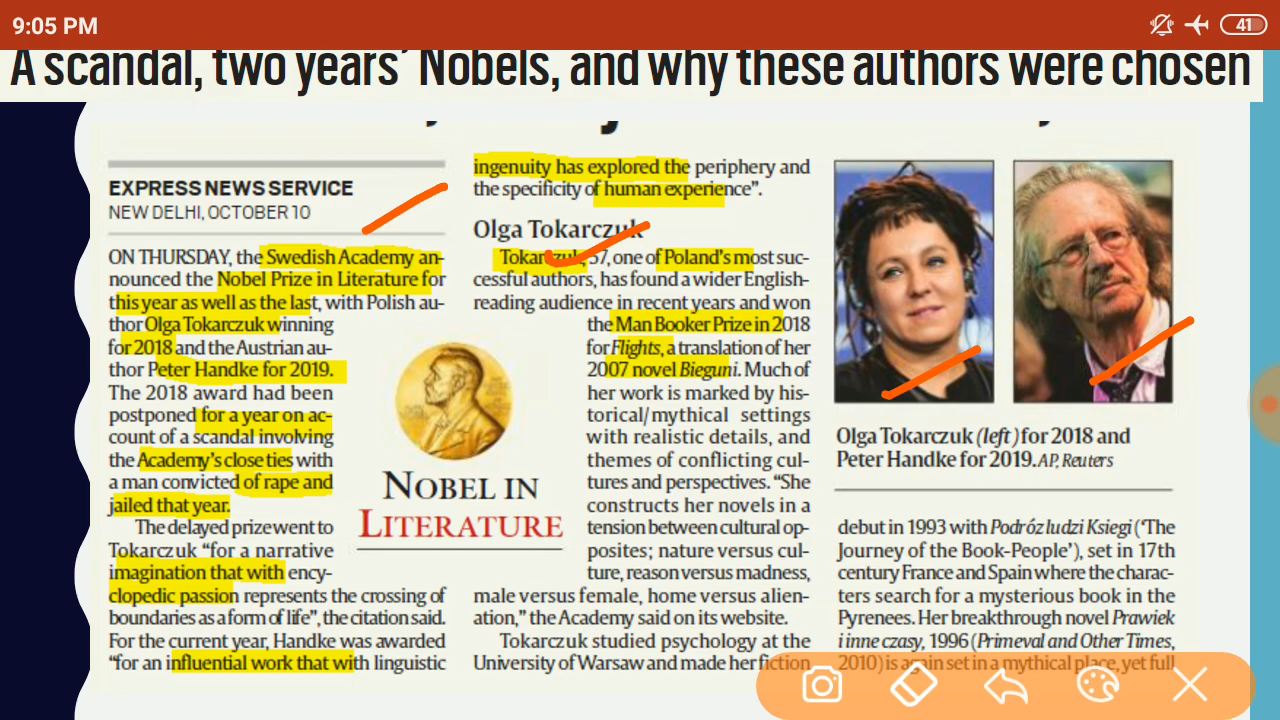 9:05 PM
41
A scandal, two years' Nobels, and why these authors were chosen
EXPRESS NEWS SERVICE
NEW DELHI, OCTOBER 10
ON THURSDAY, the Swedish Academy an-
nounced the Nobel Prize in Literature for
this year as well as the last, with Polish au-
thor Olga Tokarczuk winning
for 2018 and the Austrian au-
thor Peter Handke for 2019.
The 2018 award had been
postponed for a year on ac-
count of a scandal involving
the Academy's close ties with
a man convicted of rape and
jailed that year.
The delayed prize went to
Tokarczuk “for a narrative
imagination that with ency-
clopedic passion represents the crossing of
boundaries as a form of life”, the citation said.
For the current year, Handke was awarded
“for an influential work that with linguistic
NOBEL IN
LITERATURE
ingenuity has explored the periphery and
the specificity of human experience”.
Olga Tokarczuk
Tokarczuk, 57, one of Poland's most suc-
cessful authors, has found a wider English-
reading audience in recent years and won
the Man Booker Prize in 2018
for Flights, a translation of her
2007 novel Bieguni. Much of
her work is marked by his-
torical/mythical settings
with realistic details, and
themes of conflicting cul-
tures and perspectives. “She
constructs her novels in a
tension between cultural op-
posites; nature versus cul-
ture, reason versus madness,
male versus female, home versus alien-
ation,” the Academy said on its website.
Tokarczuk studied psychology at the
University of Warsaw and made her fiction
Olga Tokarczuk (left) for 2018 and
Peter Handke for 2019. AP, Reuters
debut in 1993 with Podróz ludzi Ksiegi (‘The
Journey of the Book-People’), set in 17th
century France and Spain where the charac-
ters search for a mysterious book in the
Pyrenees. Her breakthrough novel Prawiek
i inne czasy, 1996 (Primeval and Other Times,
2010) is again set in a mythical place, yet full